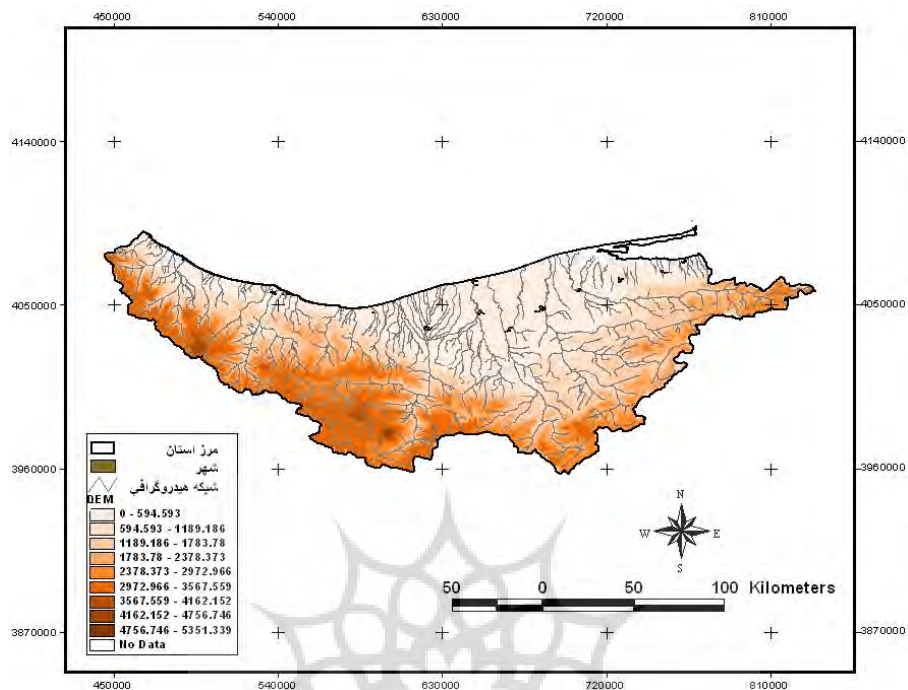 460000 540000 630000 720000 810000
4140000 4140000
4050000 4050000
3960000 3960000
3870000 3870000
مرز استان
شهر
شبكه هيدروگرافي
DEM
0 - 594.593
594.593 - 1189.186
1189.186 - 1783.78
1783.78 - 2378.373
2378.373 - 2972.966
2972.966 - 3567.559
3567.559 - 4162.152
4162.152 - 4756.746
4756.746 - 5351.339
No Data
N
W E
S
50 0 50 100 Kilometers
450000 540000 630000 720000 810000